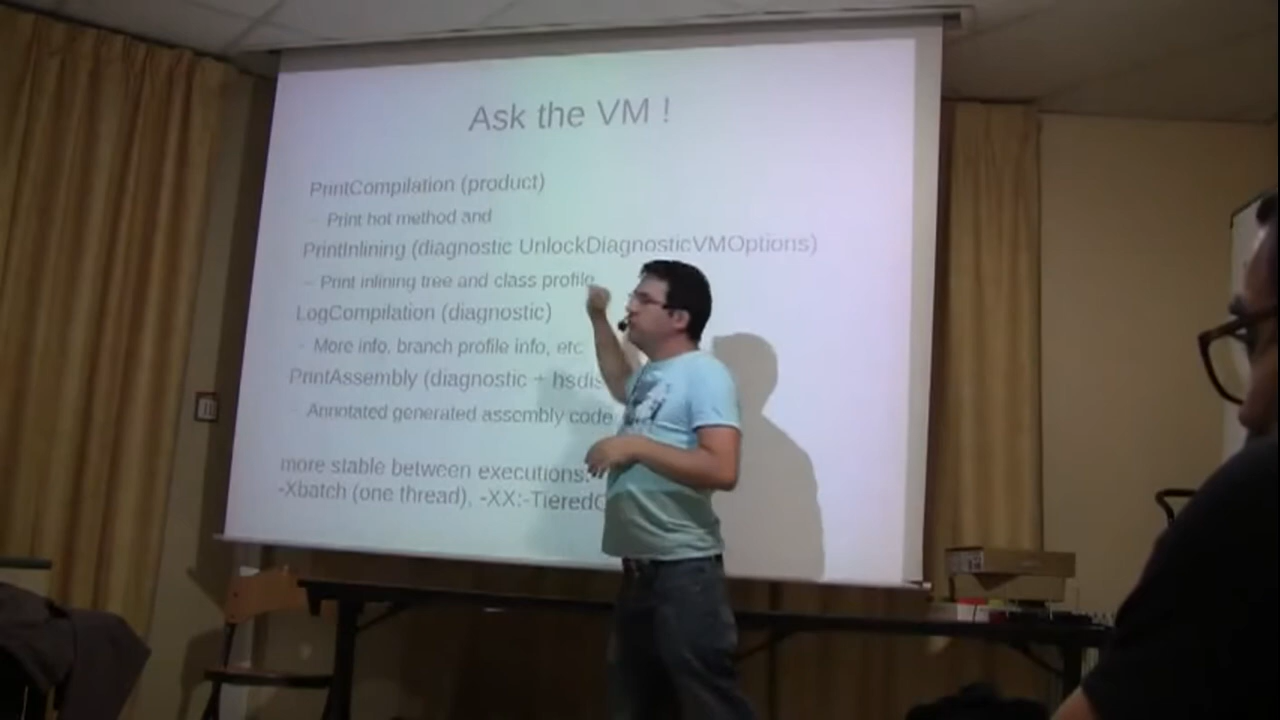 Ask the VM !
PrintCompilation (product)
- Print hot method and
PrintInlining (diagnostic UnlockDiagnosticVMOptions)
- Print inlining tree and class profile
LogCompilation (diagnostic)
- More info, branch profile info, etc
PrintAssembly (diagnostic + hsdis
- Annotated generated assembly code
more stable between executions:
-Xbatch (one thread), -XX:-TieredC